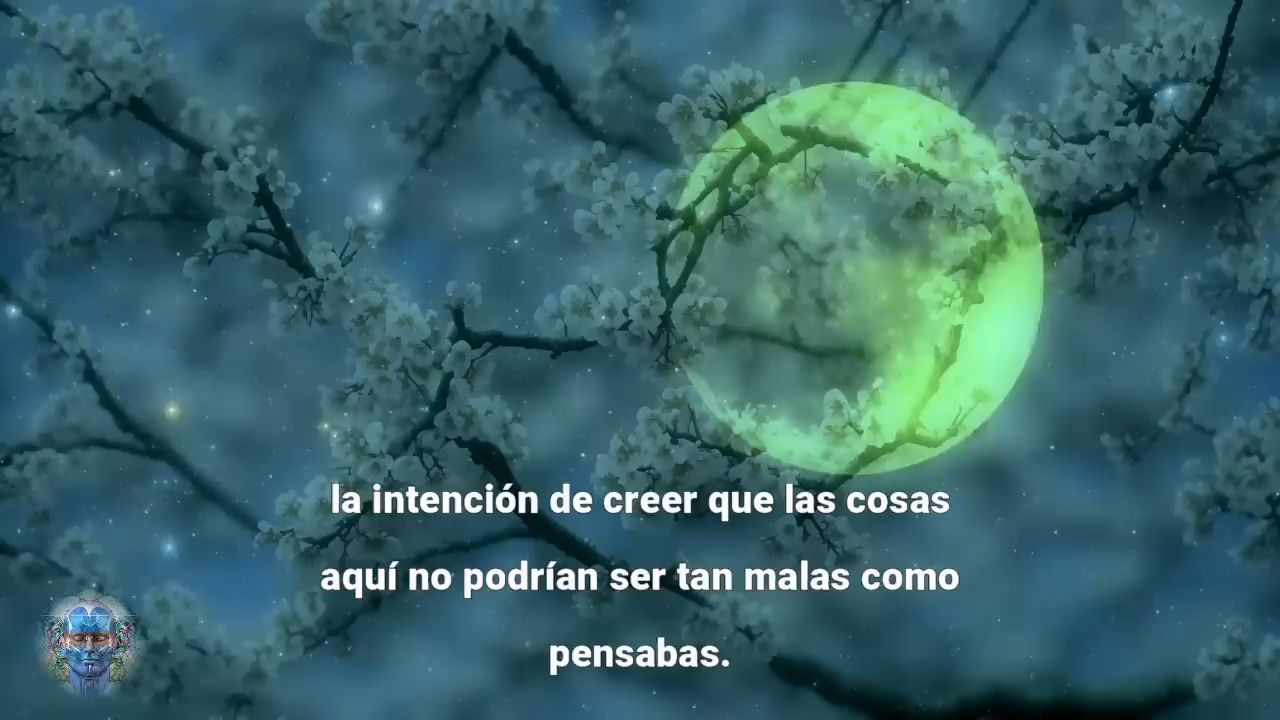 la intención de creer que las cosas
aquí no podrían ser tan malas como
pensabas.